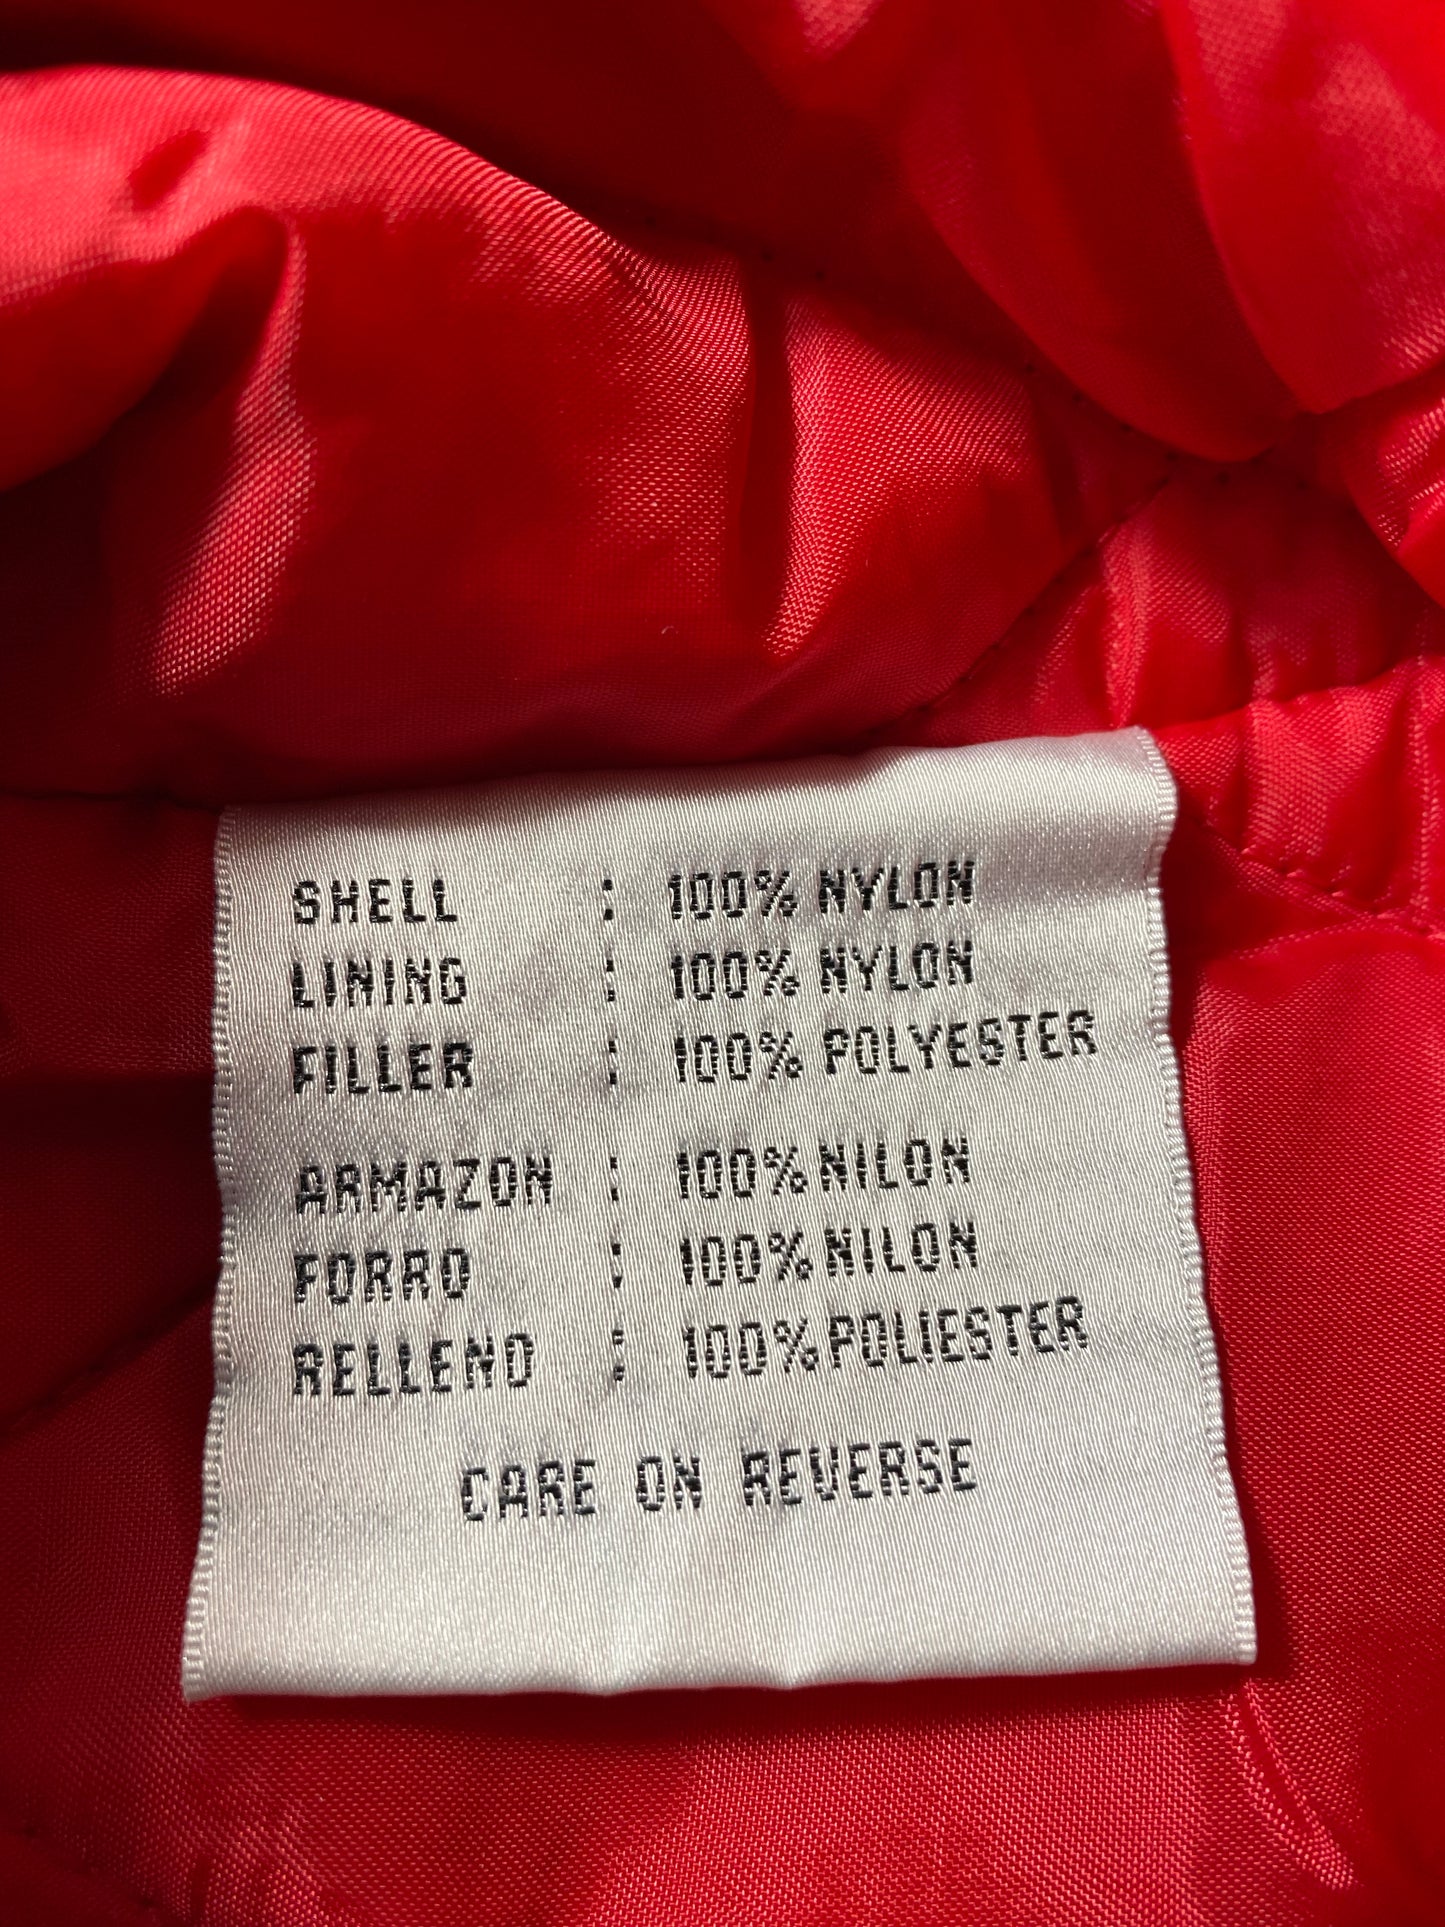 SHELL : 100% NYLON
LINING : 100% NYLON
FILLER : 100% POLYESTER
ARMAZON : 100% NILON
FORRO : 100% NILON
RELLENO : 100% POLIESTER
CARE ON REVERSE